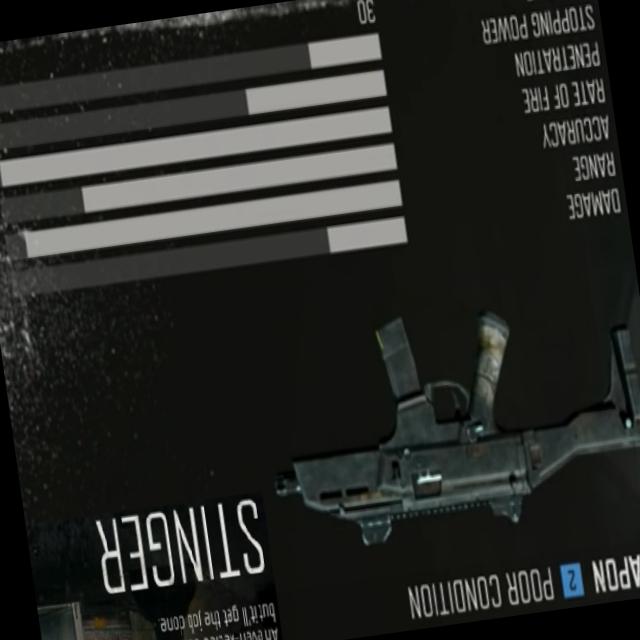 but'll get the job done
STINGER
APON 2 POOR CONDITION
DAMAGE
RANGE
ACCURACY
RATE OF FIRE
PENETRATION
STOPPING POWER
30